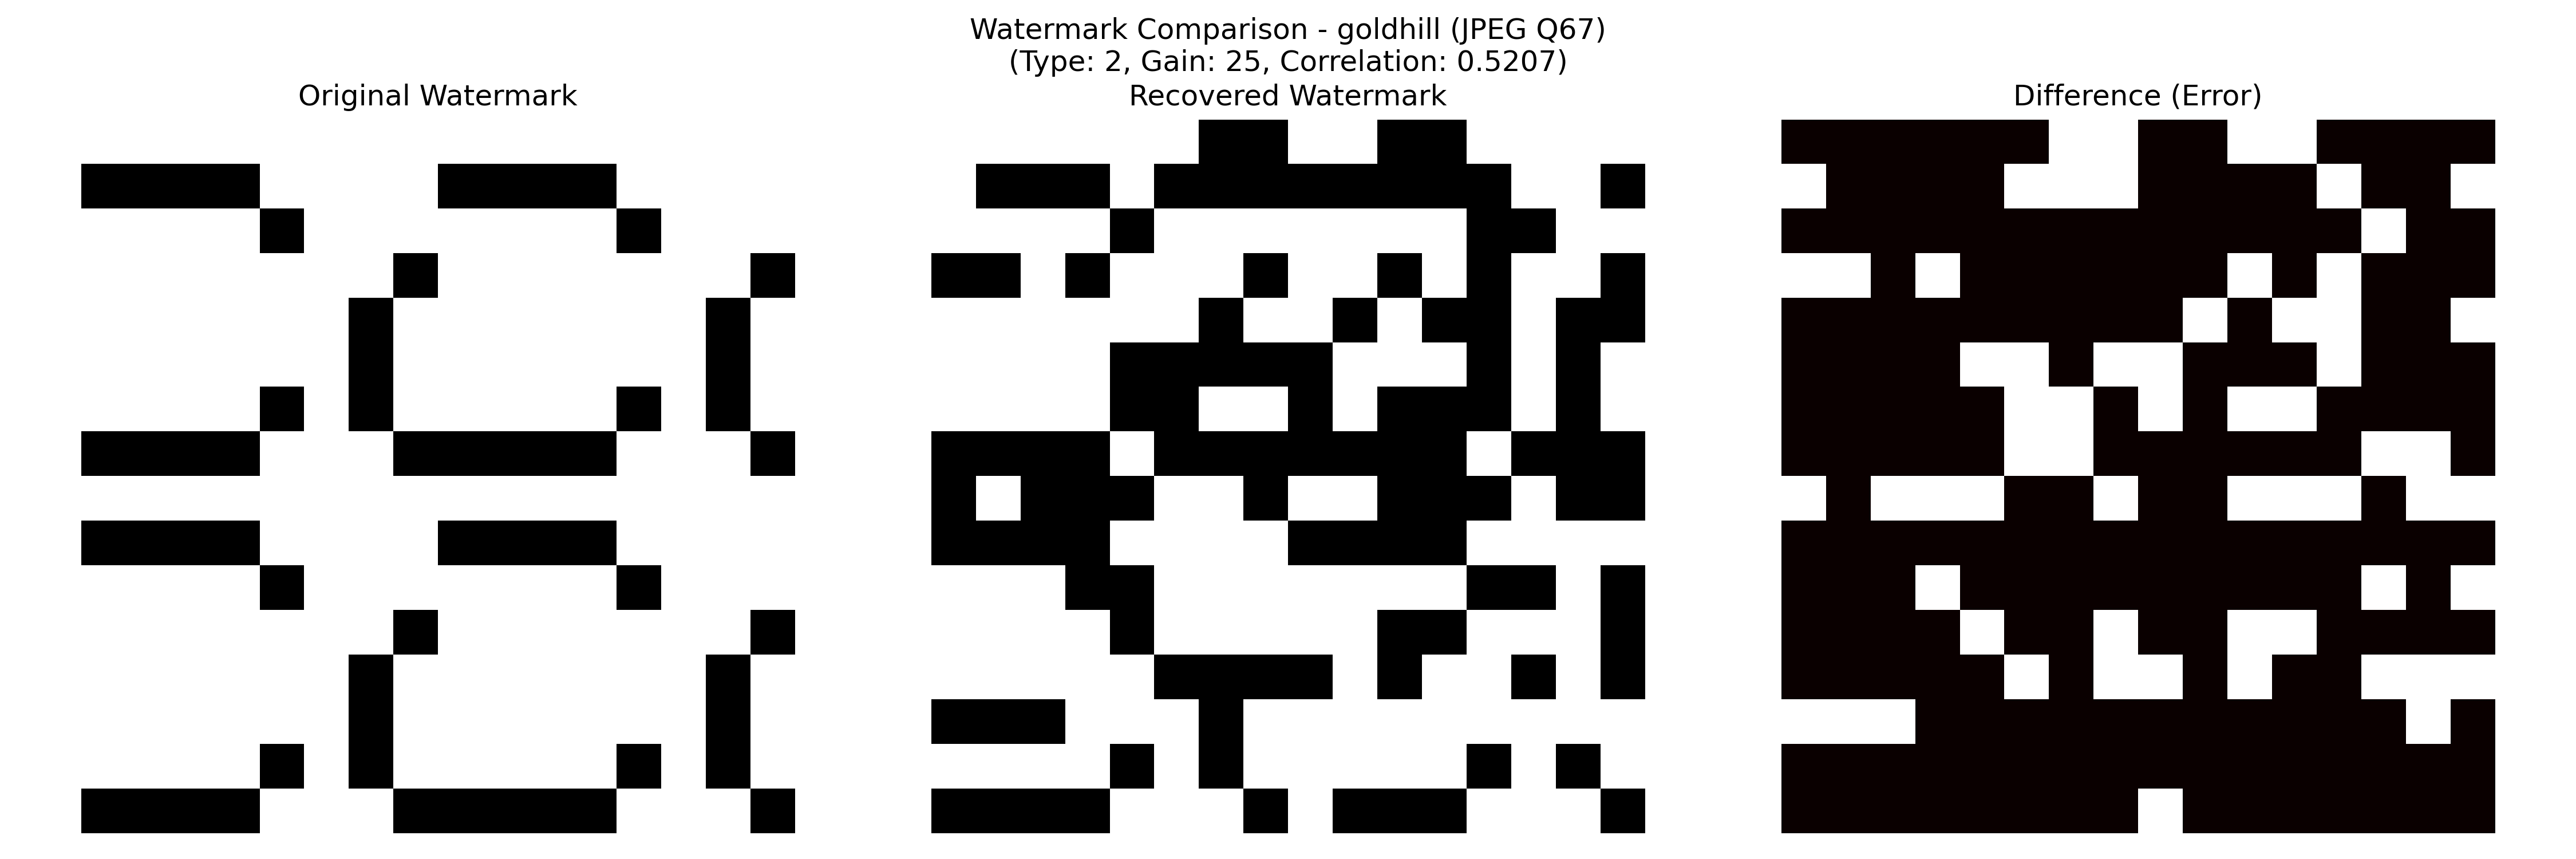 Watermark Comparison - goldhill (JPEG Q67)
(Type: 2, Gain: 25, Correlation: 0.5207)
Original Watermark
Recovered Watermark
Difference (Error)